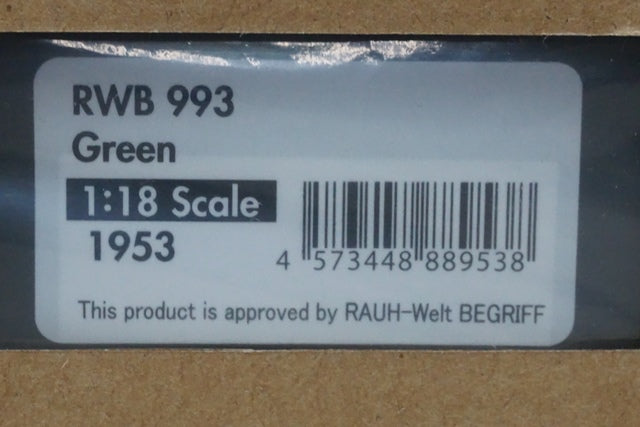 RWB 993
Green
1:18 Scale
1953
4 573448 889538
This product is approved by RAUH-Welt BEGRIFF